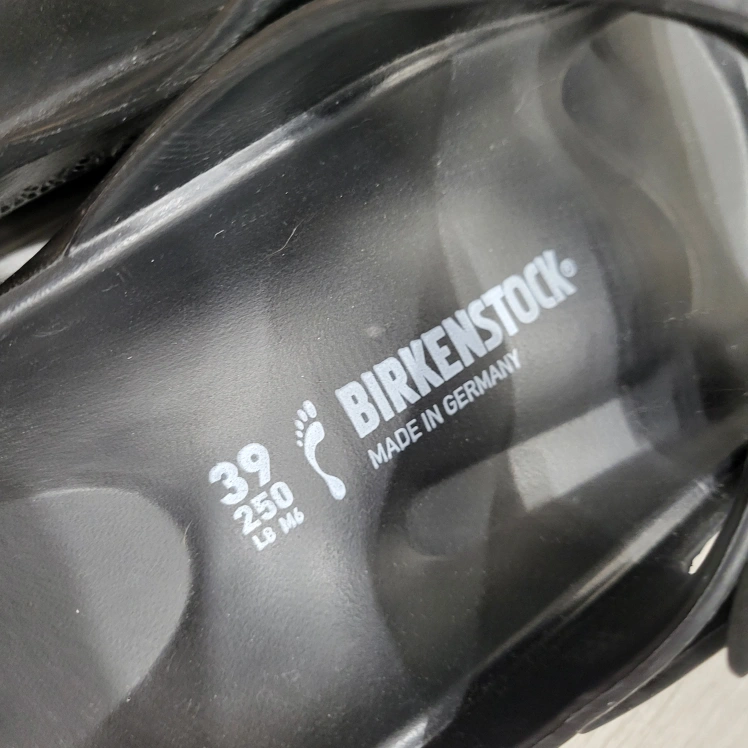 BIRKENSTOCK®
MADE IN GERMANY
39
250
L8 M6